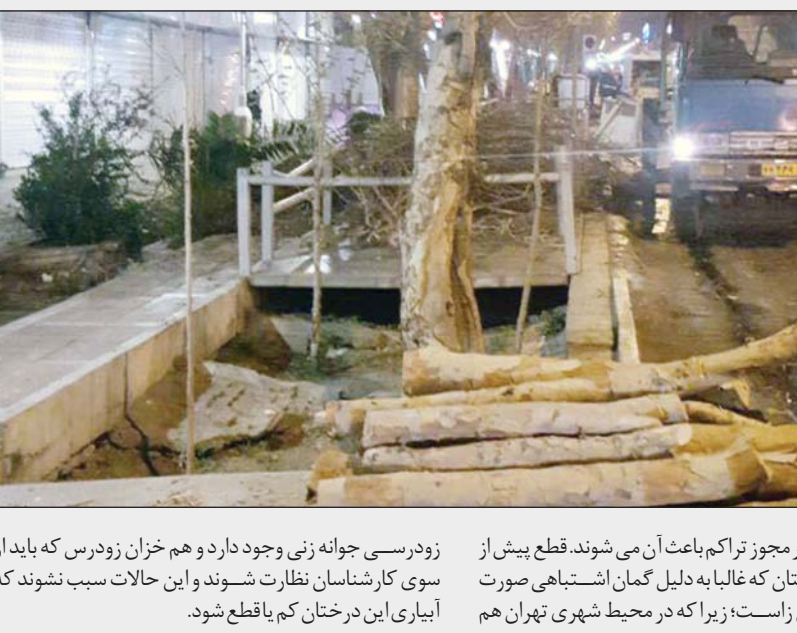 مجوز تراکم باعث آن می شوند. قطع پیش از
که غالبا به دلیل گمان اشتباهی صورت
زاست؛ زیرا که در محیط شهری تهران هم
زودرسی جوانه زنی وجود دارد و هم خزان زودرس که باید از
سوی کارشناسان نظارت شوند و این حالات سبب نشوند که
آبیاری این درختان کم یا قطع شود.